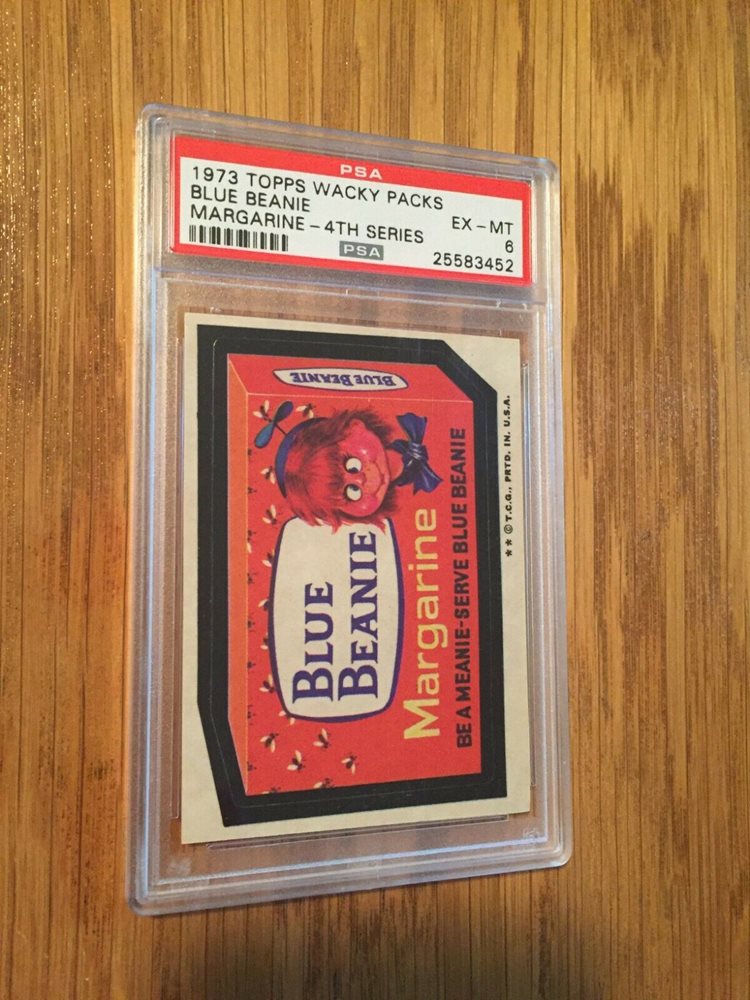 PSA
1973 TOPPS WACKY PACKS
BLUE BEANIE EX-MT
MARGARINE-4TH SERIES 6
PSA 25583452
BLUE BEANIE
BLUE
BEANIE
Margarine
BE A MEANIE-SERVE BLUE BEANIE
** © T.C.G., PRTD. IN. U.S.A.